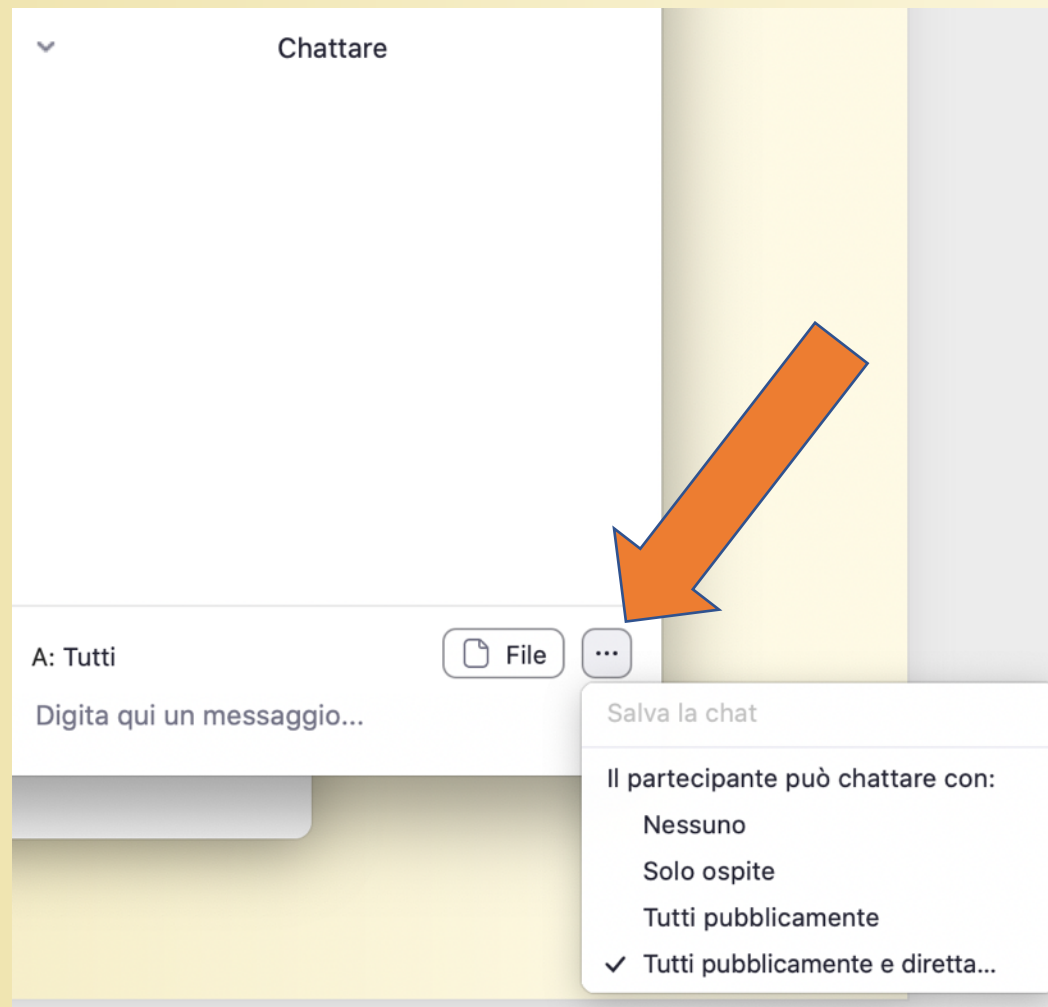 Chattare
A: Tutti
File
...
Digita qui un messaggio...
Salva la chat
Il partecipante può chattare con:
Nessuno
Solo ospite
Tutti pubblicamente
✓ Tutti pubblicamente e diretta...